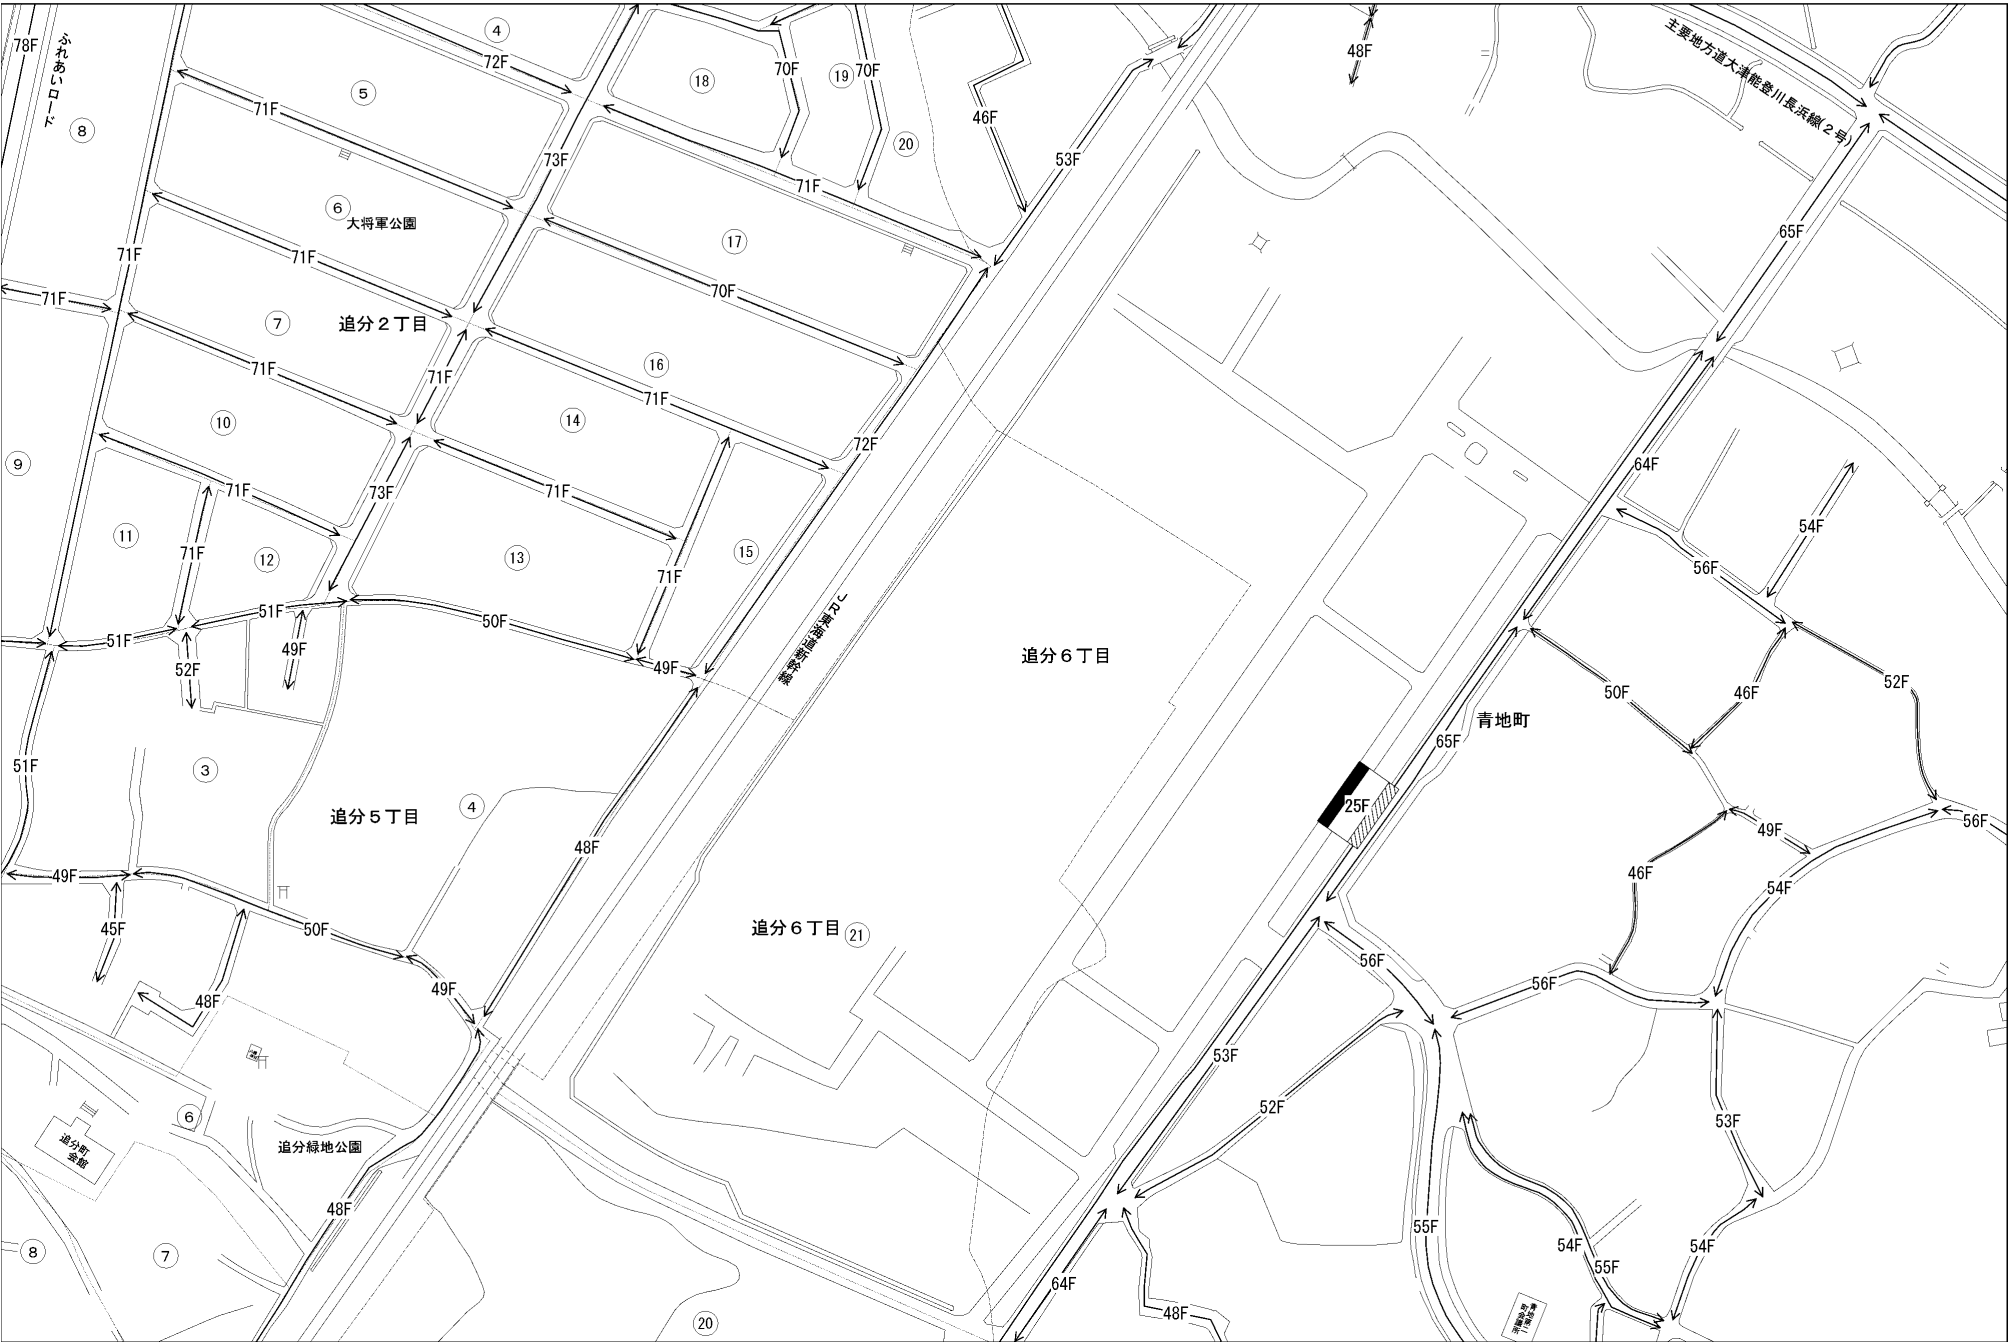 78F
ふれあいロード
④
72F
⑤
71F
⑧
⑱
70F
⑲
70F
⑳
46F
53F
48F
主要地方道大津能登川長浜線(2号)
65F
73F
71F
⑥
大将軍公園
⑰
71F
71F
71F
70F
⑦
追分2丁目
71F
71F
⑯
71F
⑩
⑭
72F
64F
⑨
71F
73F
71F
54F
⑪
71F
⑫
⑬
⑮
71F
56F
51F
51F
50F
49F
52F
49F
JR東海道新幹線
追分6丁目
50F
46F
52F
青地町
65F
51F
③
追分5丁目
④
48F
25F
49F
56F
49F
45F
50F
46F
54F
追分6丁目
㉑
56F
56F
49F
48F
53F
52F
53F
⑥
追分町
会館
追分緑地公園
48F
⑧
⑦
55F
54F
55F
54F
64F
48F
⑳
青地第二
町会議所